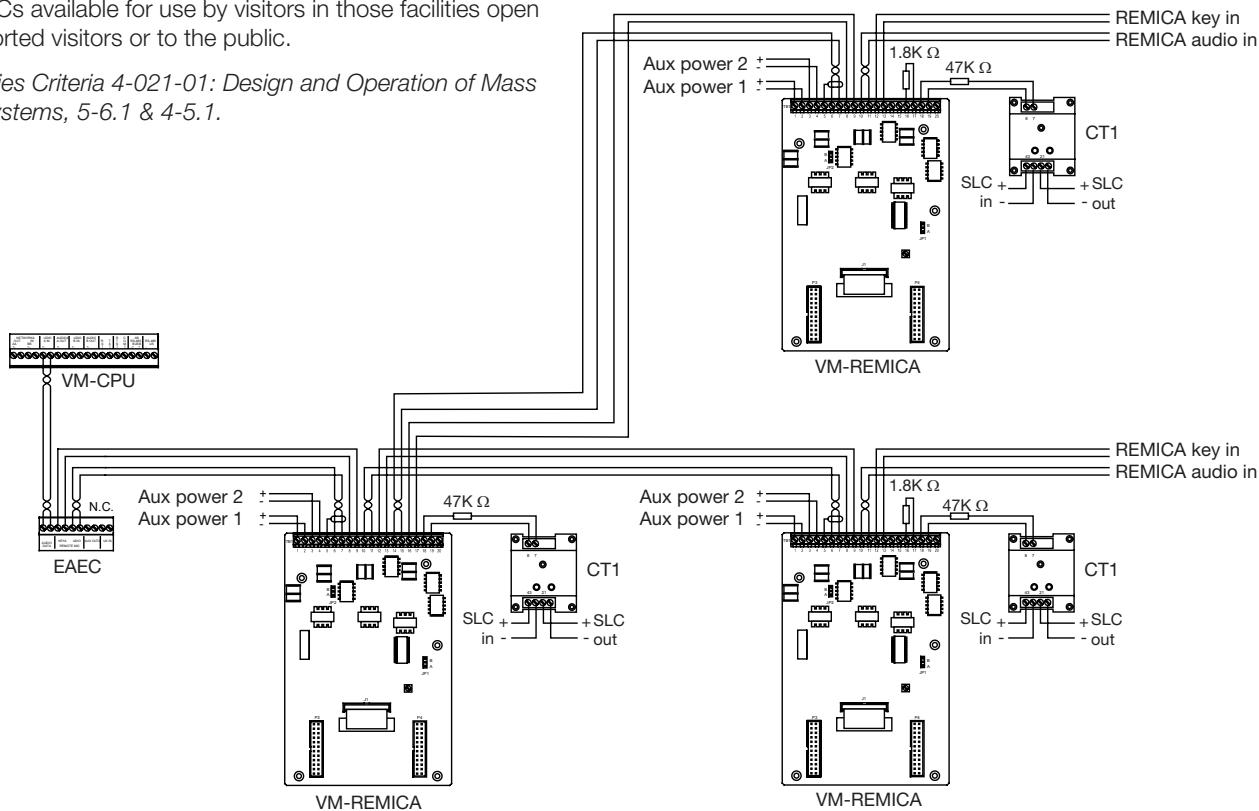 Cs available for use by visitors in those facilities open
orted visitors or to the public.
ies Criteria 4-021-01: Design and Operation of Mass
ystems, 5-6.1 & 4-5.1.
REMICA key in
REMICA audio in
Aux power 2 + -
Aux power 1 + -
1.8K Ω
47K Ω
CT1
SLC + + SLC
in - - out
VM-REMICA
VM-CPU
N.C.
EAEC
Aux power 2 + -
Aux power 1 + -
47K Ω
CT1
SLC + + SLC
in - - out
VM-REMICA
REMICA key in
REMICA audio in
Aux power 2 + -
Aux power 1 + -
1.8K Ω
47K Ω
CT1
SLC + + SLC
in - - out
VM-REMICA